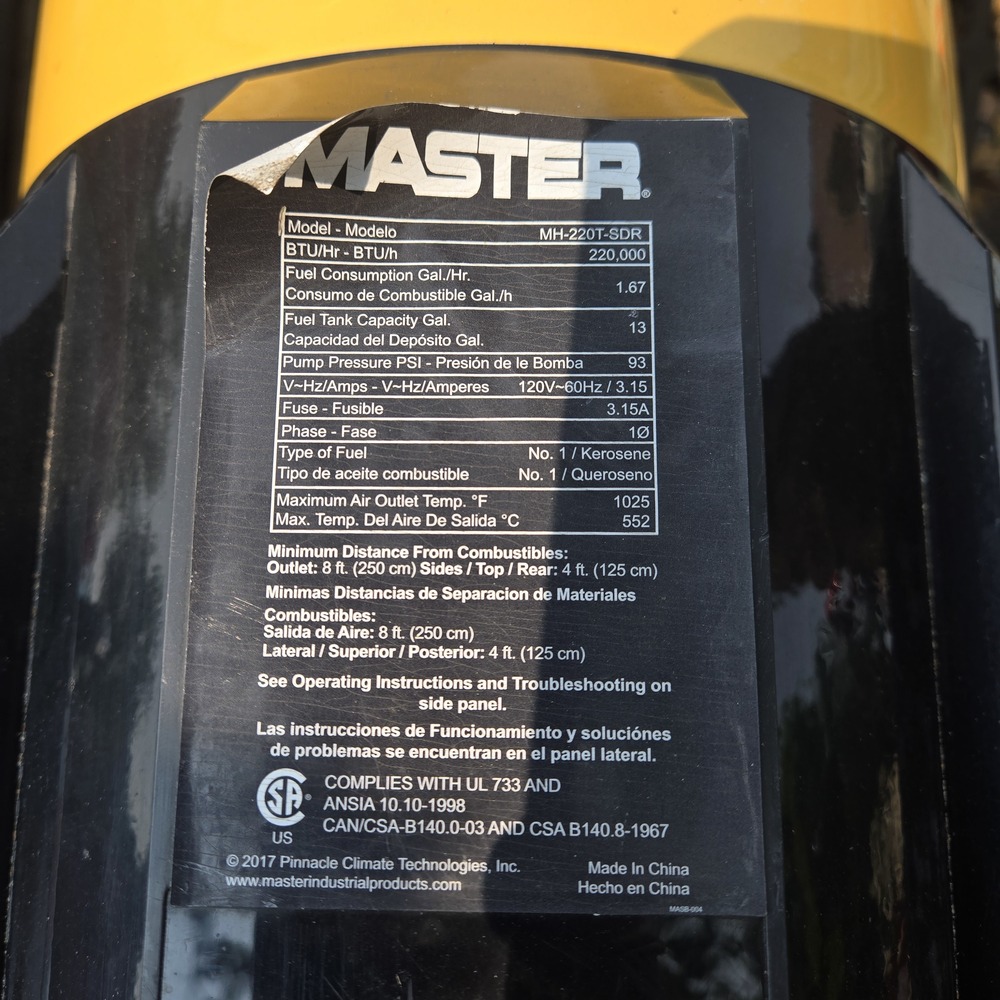 MASTER®
Model - Modelo MH-220T-SDR
BTU/Hr - BTU/h 220,000
Fuel Consumption Gal./Hr.
Consumo de Combustible Gal./h 1.67
Fuel Tank Capacity Gal.
Capacidad del Depósito Gal. 13
Pump Pressure PSI - Presión de le Bomba 93
V~Hz/Amps - V~Hz/Amperes 120V~60Hz / 3.15
Fuse - Fusible 3.15A
Phase - Fase 1Ø
Type of Fuel No. 1 / Kerosene
Tipo de aceite combustible No. 1 / Queroseno
Maximum Air Outlet Temp. °F 1025
Max. Temp. Del Aire De Salida °C 552
Minimum Distance From Combustibles:
Outlet: 8 ft. (250 cm) Sides / Top / Rear: 4 ft. (125 cm)
Minimas Distancias de Separacion de Materiales
Combustibles:
Salida de Aire: 8 ft. (250 cm)
Lateral / Superior / Posterior: 4 ft. (125 cm)
See Operating Instructions and Troubleshooting on
side panel.
Las instrucciones de Funcionamiento y soluciónes
de problemas se encuentran en el panel lateral.
SA®
US
COMPLIES WITH UL 733 AND
ANSIA 10.10-1998
CAN/CSA-B140.0-03 AND CSA B140.8-1967
© 2017 Pinnacle Climate Technologies, Inc. Made In China
www.masterindustrialproducts.com Hecho en China
MASB-004